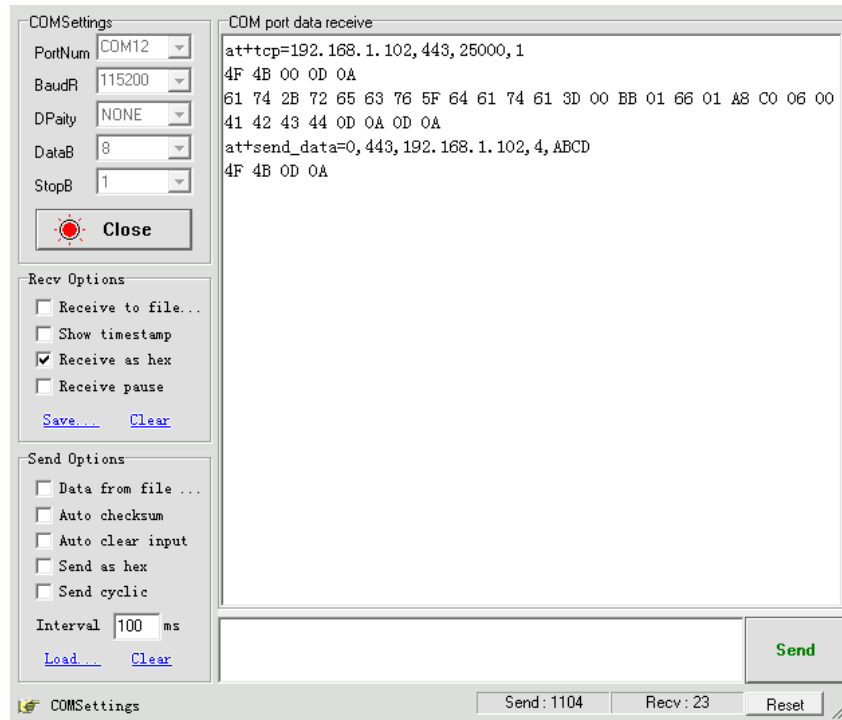 COMSettings
PortNum COM12
BaudR 115200
DPaity NONE
DataB 8
StopB 1
Close
Recv Options
Receive to file...
Show timestamp
Receive as hex
Receive pause
Save... Clear
Send Options
Data from file ...
Auto checksum
Auto clear input
Send as hex
Send cyclic
Interval 100 ms
Load... Clear
COM port data receive
at+tcp=192.168.1.102,443,25000,1
4F 4B 00 0D 0A
61 74 2B 72 65 63 76 5F 64 61 74 61 3D 00 BB 01 66 01 A8 C0 06 00
41 42 43 44 0D 0A 0D 0A
at+send_data=0,443,192.168.1.102,4,ABCD
4F 4B 0D 0A
Send
COMSettings
Send : 1104
Recv : 23
Reset